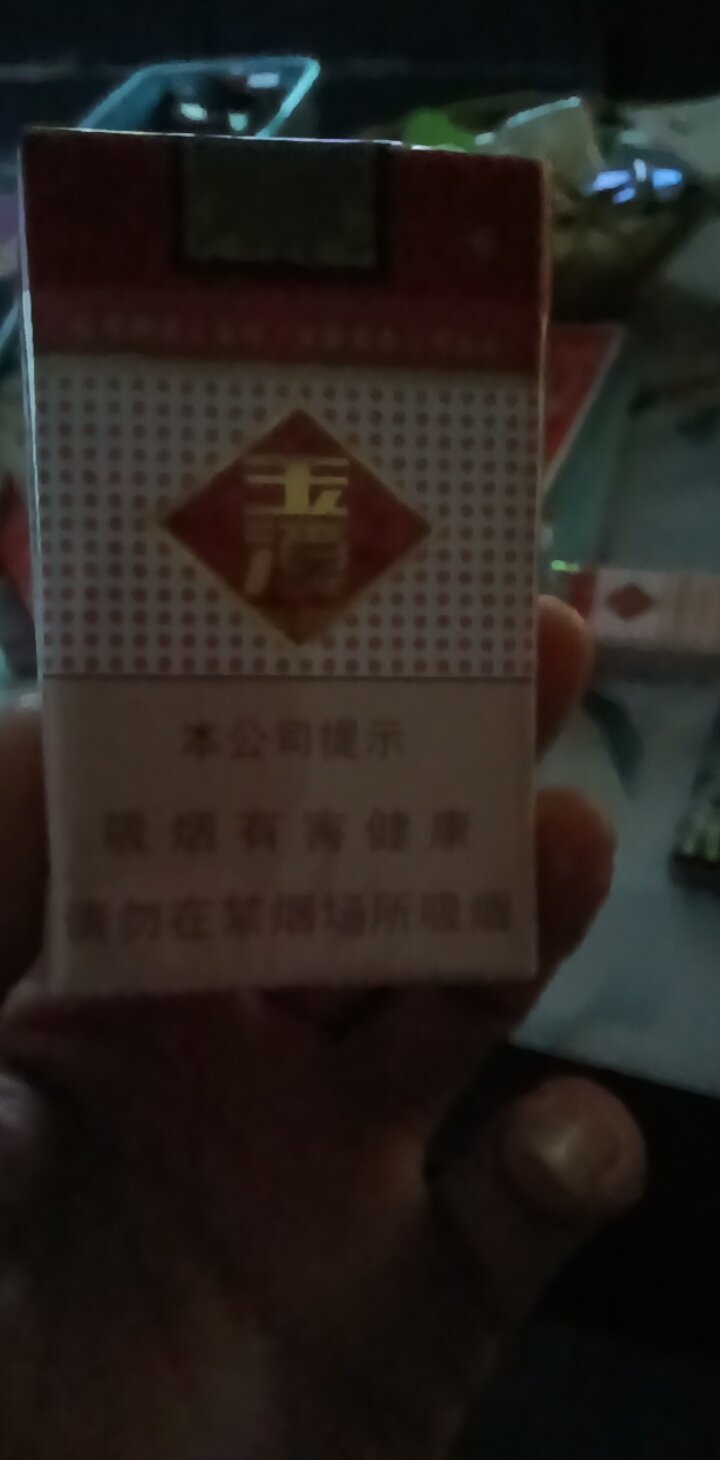 玉
溪
本公司提示
吸烟有害健康
请勿在禁烟场所吸烟